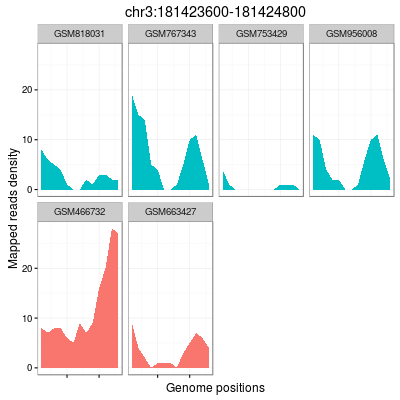 chr3:181423600-181424800
GSM818031 GSM767343 GSM753429 GSM956008
20
10
0
GSM466732 GSM663427
20
10
0
Mapped reads density
Genome positions